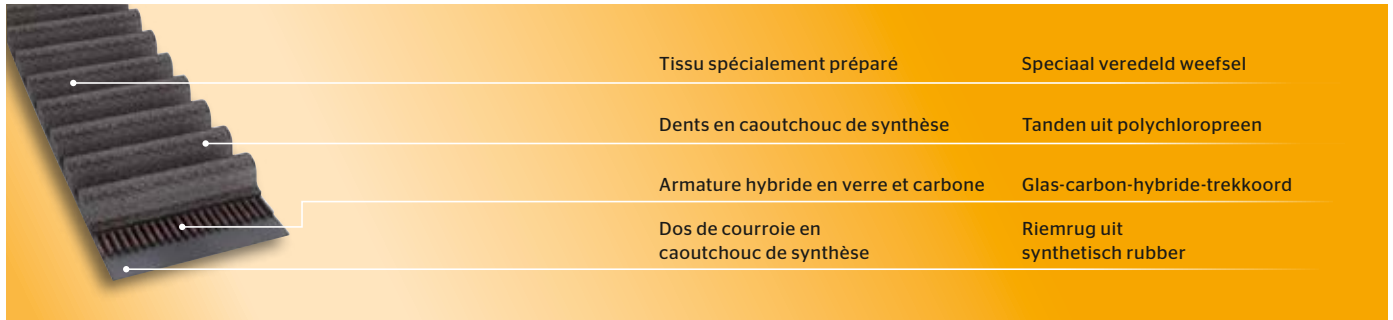 Tissu spécialement préparé
Speciaal veredeld weefsel
Dents en caoutchouc de synthèse
Tanden uit polychloropreen
Armature hybride en verre et carbone
Glas-carbon-hybride-trekkoord
Dos de courroie en
caoutchouc de synthèse
Riemrug uit
synthetisch rubber